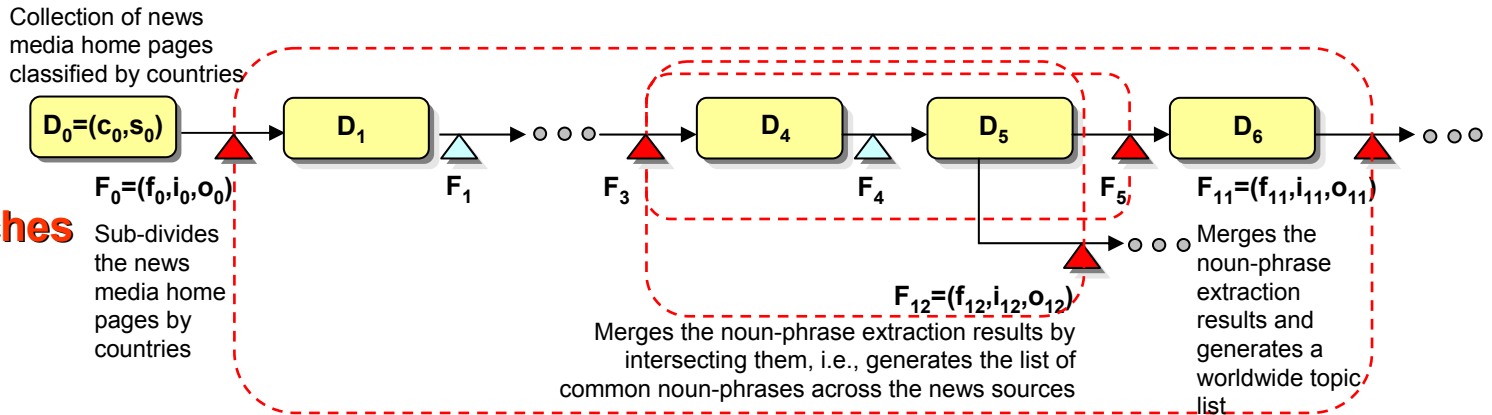 Collection of news
media home pages
classified by countries
D₀=(c₀,s₀)
D₁
D₄
D₅
D₆
F₀=(f₀,i₀,o₀)
F₁
F₃
F₄
F₅
F₁₁=(f₁₁,i₁₁,o₁₁)
hes
Sub-divides
the news
media home
pages by
countries
F₁₂=(f₁₂,i₁₂,o₁₂)
Merges the noun-phrase extraction results by
intersecting them, i.e., generates the list of
common noun-phrases across the news sources
Merges the
noun-phrase
extraction
results and
generates a
worldwide topic
list